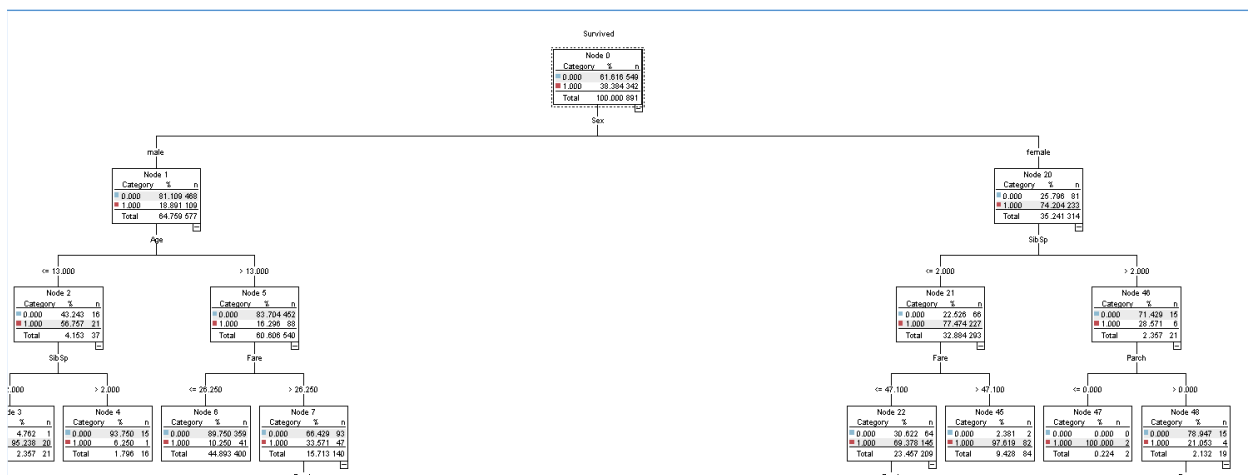 Survived
Node 0
Category % n
0.000 61.616 549
1.000 38.384 342
Total 100.000 891
Sex
male
female
Node 1
Category % n
0.000 81.109 468
1.000 18.891 109
Total 64.759 577
Node 20
Category % n
0.000 25.796 81
1.000 74.204 233
Total 35.241 314
Age
SibSp
<= 13.000
> 13.000
<= 2.000
> 2.000
Node 2
Category % n
0.000 43.243 16
1.000 56.757 21
Total 4.153 37
Node 5
Category % n
0.000 83.704 452
1.000 16.296 88
Total 60.606 540
Node 21
Category % n
0.000 22.526 66
1.000 77.474 227
Total 32.884 293
Node 46
Category % n
0.000 71.429 15
1.000 28.571 6
Total 2.357 21
SibSp
Fare
Fare
Parch
2.000
> 2.000
<= 26.250
> 26.250
<= 47.100
> 47.100
<= 0.000
> 0.000
de 3
% n
4.762 1
95.238 20
2.357 21
Node 4
Category % n
0.000 93.750 15
1.000 6.250 1
Total 1.796 16
Node 6
Category % n
0.000 89.750 359
1.000 10.250 41
Total 44.893 400
Node 7
Category % n
0.000 66.429 93
1.000 33.571 47
Total 15.713 140
Node 22
Category % n
0.000 30.622 64
1.000 69.378 145
Total 23.457 209
Node 45
Category % n
0.000 2.381 2
1.000 97.619 82
Total 9.428 84
Node 47
Category % n
0.000 0.000 0
1.000 100.000 2
Total 0.224 2
Node 48
Category % n
0.000 78.947 15
1.000 21.053 4
Total 2.132 19